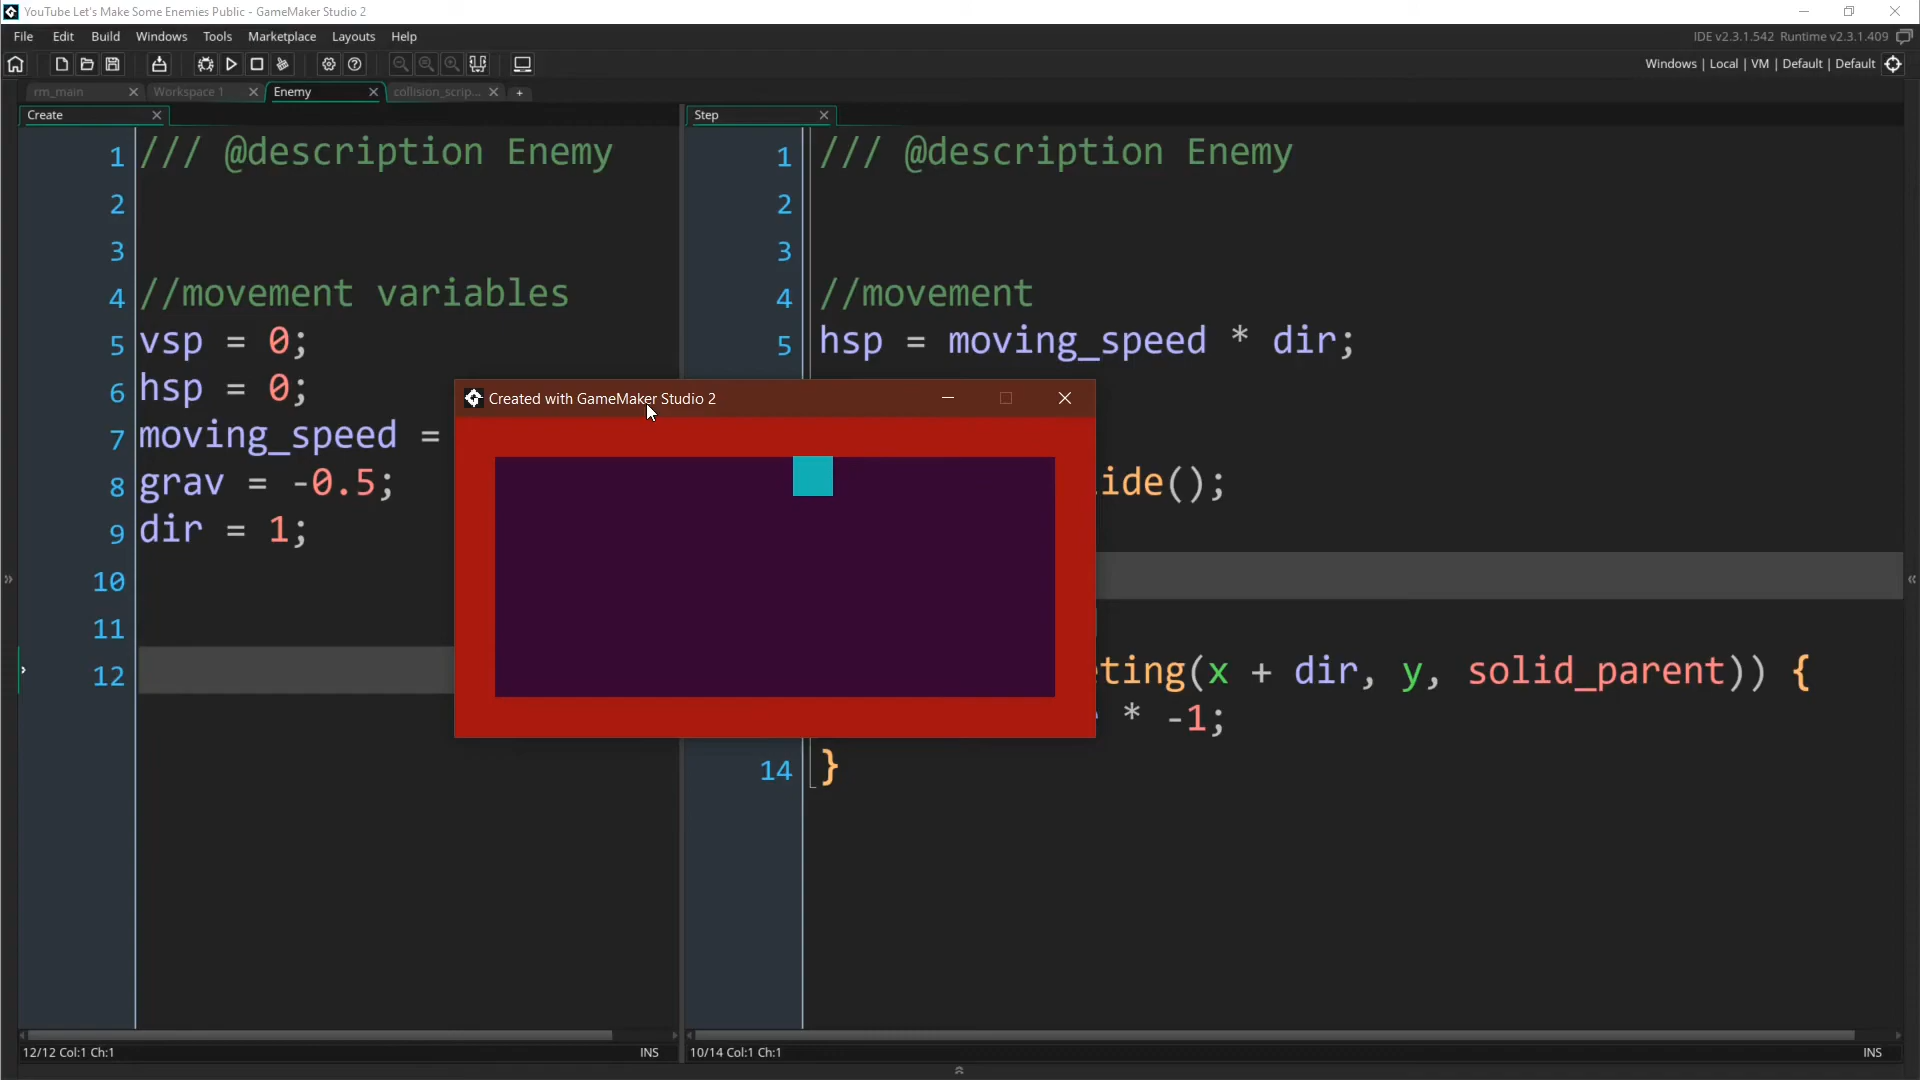 YouTube Let's Make Some Enemies Public - GameMaker Studio 2
File Edit Build Windows Tools Marketplace Layouts Help
IDE v2.3.1.542 Runtime v2.3.1.409
Windows | Local | VM | Default | Default
rm_main Workspace 1 Enemy collision_scrip... +
Create
1 /// @description Enemy
2
3
4 //movement variables
5 vsp = 0;
6 hsp = 0;
7 moving_speed =
8 grav = -0.5;
9 dir = 1;
10
11
12
12/12 Col:1 Ch:1 INS
Step
1 /// @description Enemy
2
3
4 //movement
5 hsp = moving_speed * dir;
ide();
ting(x + dir, y, solid_parent)) {
* -1;
14 }
10/14 Col:1 Ch:1 INS
Created with GameMaker Studio 2